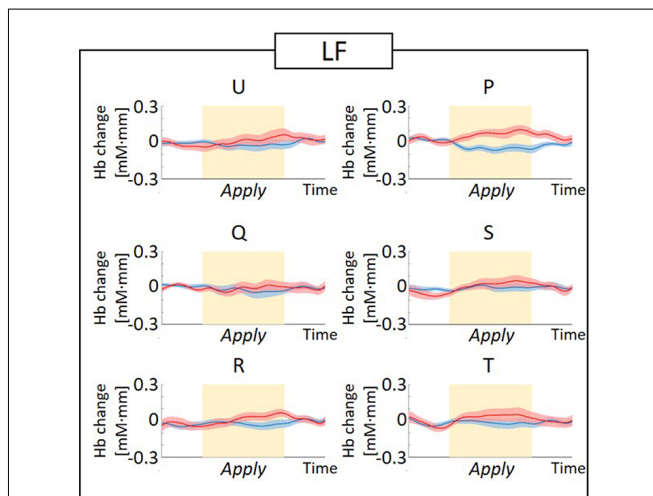 LF
U
P
0.3
0
-0.3
Hb change
[mM·mm]
Apply
Time
0.3
0
-0.3
Hb change
[mM·mm]
Apply
Time
Q
S
0.3
0
-0.3
Hb change
[mM·mm]
Apply
Time
0.3
0
-0.3
Hb change
[mM·mm]
Apply
Time
R
T
0.3
0
-0.3
Hb change
[mM·mm]
Apply
Time
0.3
0
-0.3
Hb change
[mM·mm]
Apply
Time